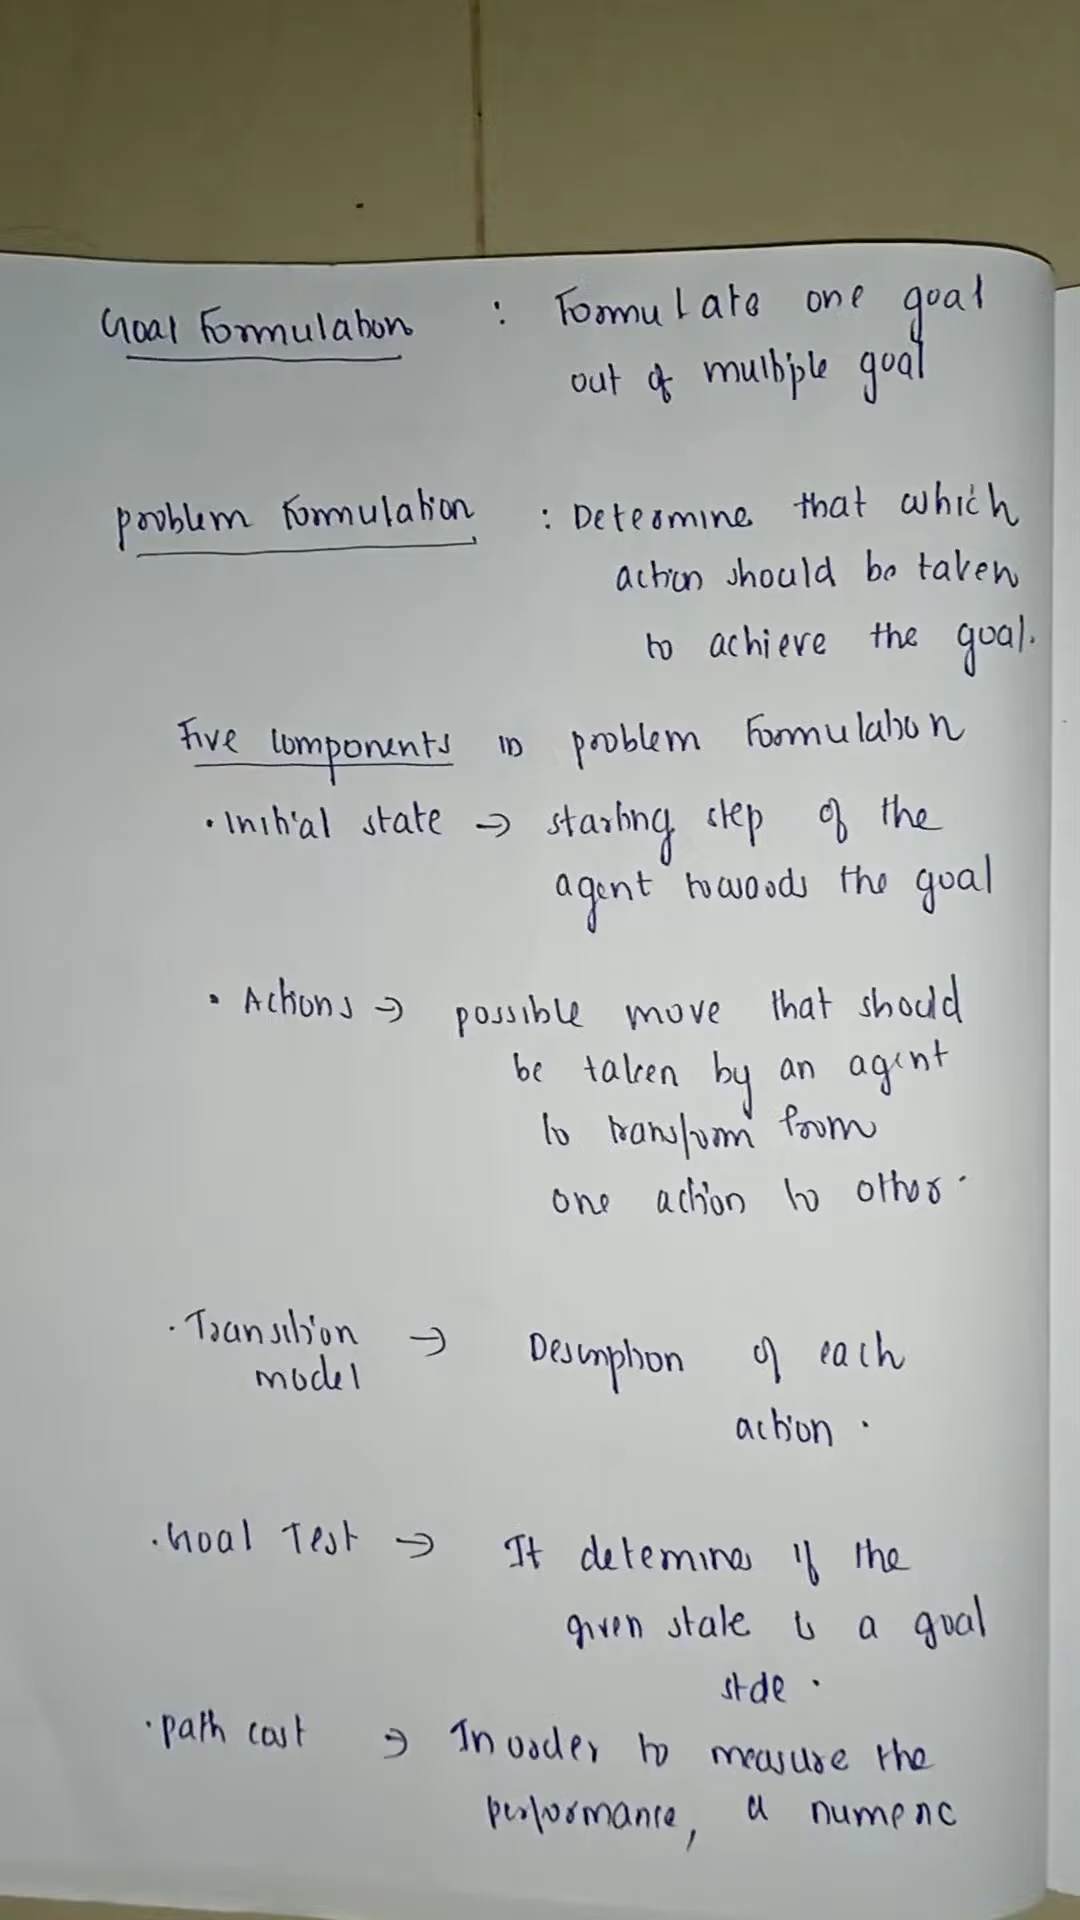 Goal Formulation : Formulate one goal
out of multiple goal
problem Formulation : Determine that which
action should be taken
to achieve the goal.
Five components in problem Formulation
• Initial state → starting step of the
agent towards the goal
• Actions → possible move that should
be taken by an agent
to transform from
one action to other.
• Transition → Description of each
model
action.
• Goal Test → It determines if the
given state is a goal
state.
• path cost → In order to measure the
performance, a numeric